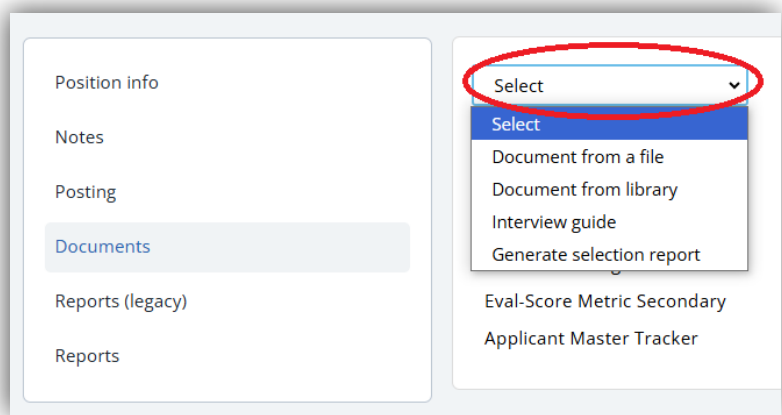 Position info
Notes
Posting
Documents
Reports (legacy)
Reports
Select
Select
Document from a file
Document from library
Interview guide
Generate selection report
Eval-Score Metric Secondary
Applicant Master Tracker